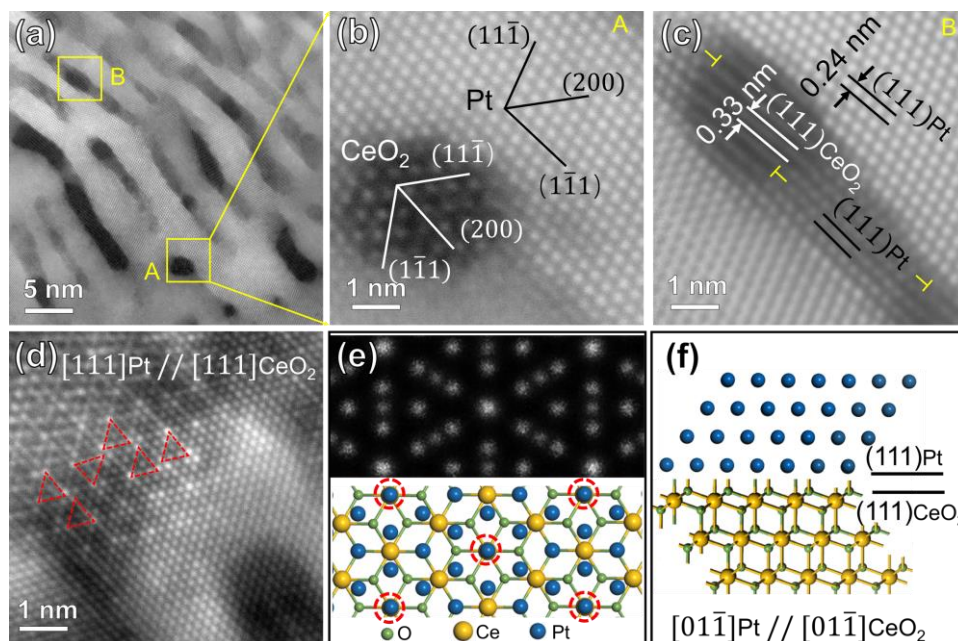 (a)
B
A
5 nm
(b)
A
(11̅1̅)
Pt
(200)
(11̅1)
CeO₂
(111̅)
(200)
(11̅1)
1 nm
(c)
B
0.24 nm
(111)Pt
0.33 nm
(111)CeO₂
(111)Pt
1 nm
(d) [111]Pt // [111]CeO₂
1 nm
(e)
O Ce Pt
(f)
(111)Pt
(111)CeO₂
[011̅]Pt // [011̅]CeO₂